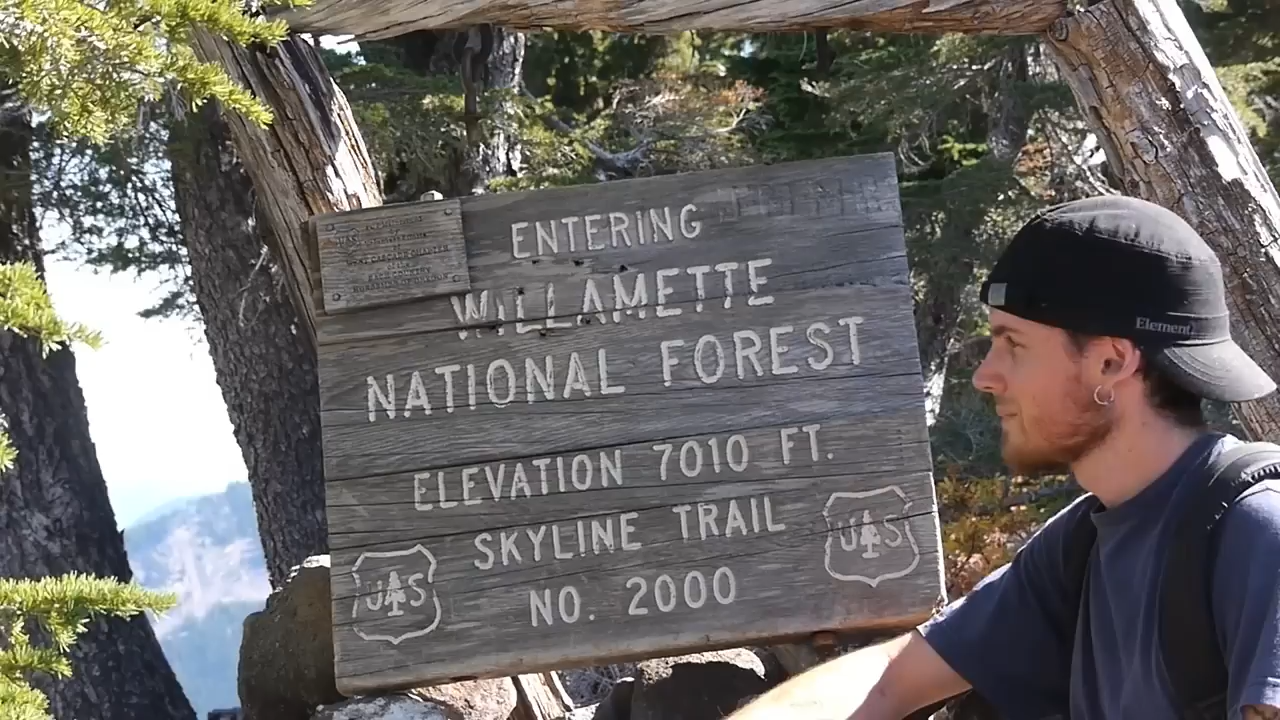 ENTERING
WILLAMETTE
NATIONAL FOREST
ELEVATION 7010 FT.
SKYLINE TRAIL
NO. 2000
US
US
Element